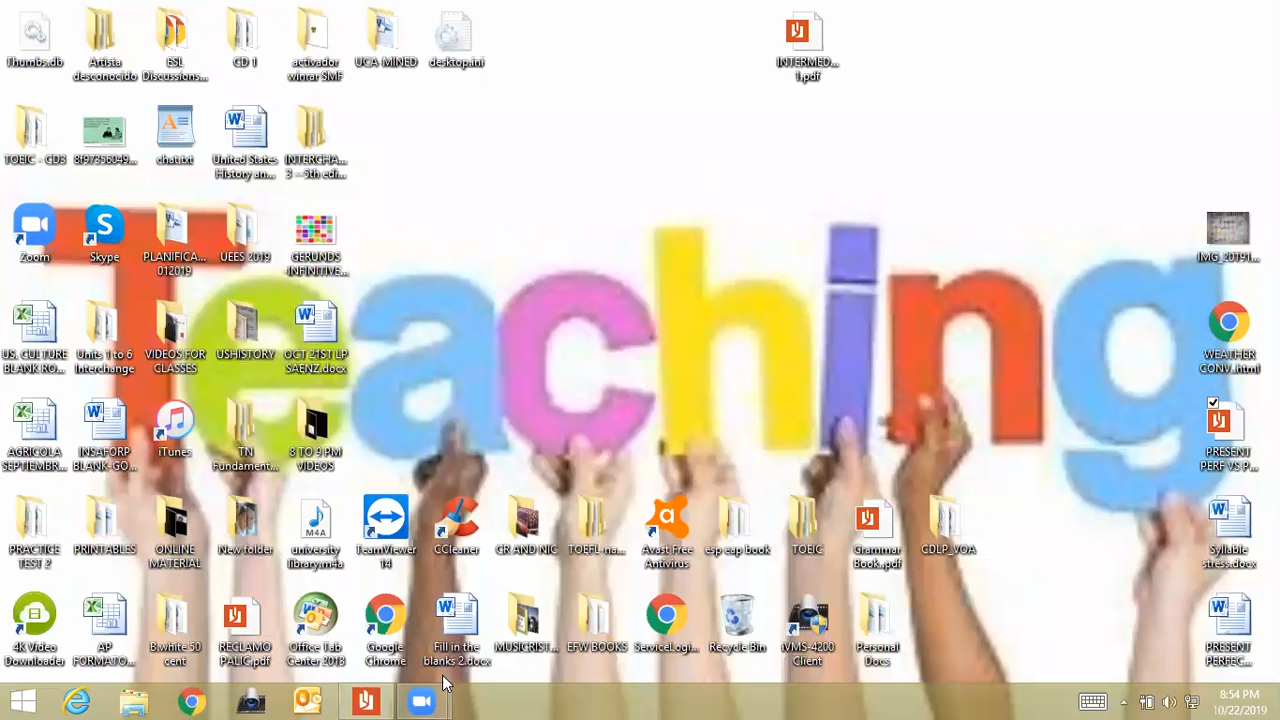 Thumbs.db
Artista
desconocido
ESL
Discussions...
CD 1
activador
winrar SMF
UCA-MINED
desktop.ini
INTERMED...
1.pdf
TOEIC - CD3
8f97356049...
chat.txt
United States
History an...
INTERCHA...
3 --5th edi...
Zoom
Skype
PLANIFICA...
012019
UEES 2019
GERUNDS
INFINITIVE...
IMG_20191...
US. CULTURE
BLANK RO...
Units 1 to 6
Interchange
VIDEOS FOR
CLASSES
USHISTORY
OCT 21ST LP
SAENZ.docx
WEATHER
CONV..html
AGRICOLA
SEPTIEMBR...
INSAFORP
BLANK-GO...
iTunes
TN
Fundament...
8 TO 9 PM
VIDEOS
PRESENT
PERF VS P...
Teaching
PRACTICE
TEST 2
PRINTABLES
ONLINE
MATERIAL
New folder
university
library.m4a
TeamViewer
14
CCleaner
CR AND NIC
TOEFL-na...
Avast Free
Antivirus
esp cap book
TOEIC
Grammar
Book..pdf
CDLP_VOA
Syllable
stress.docx
4K Video
Downloader
AP
FORMATO...
B.white 50
cent
RECLAMO
PALIC.pdf
Office Tab
Center 2013
Google
Chrome
Fill in the
blanks 2.docx
MUSICRIST...
EFW BOOKS
ServiceLogi...
Recycle Bin
iVMS-4200
Client
Personal
Docs
PRESENT
PERFEC...
8:54 PM
10/22/2019